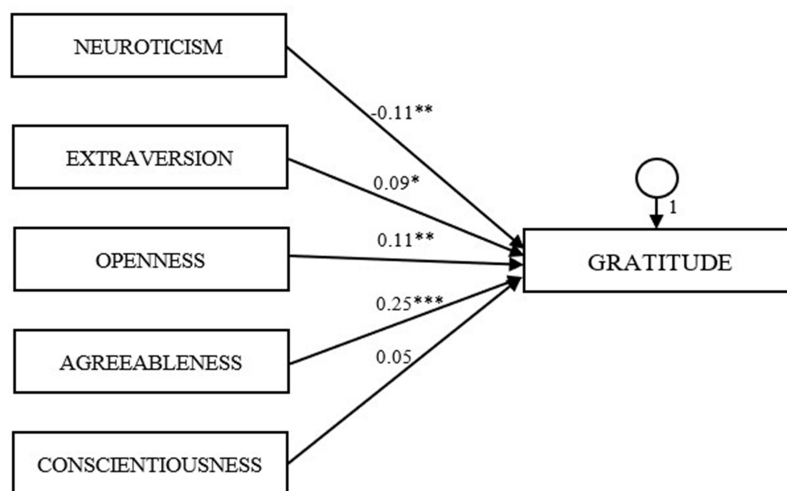 NEUROTICISM
-0.11**
EXTRAVERSION
0.09*
1
0.11**
OPENNESS
GRATITUDE
0.25***
AGREEABLENESS
0.05
CONSCIENTIOUSNESS